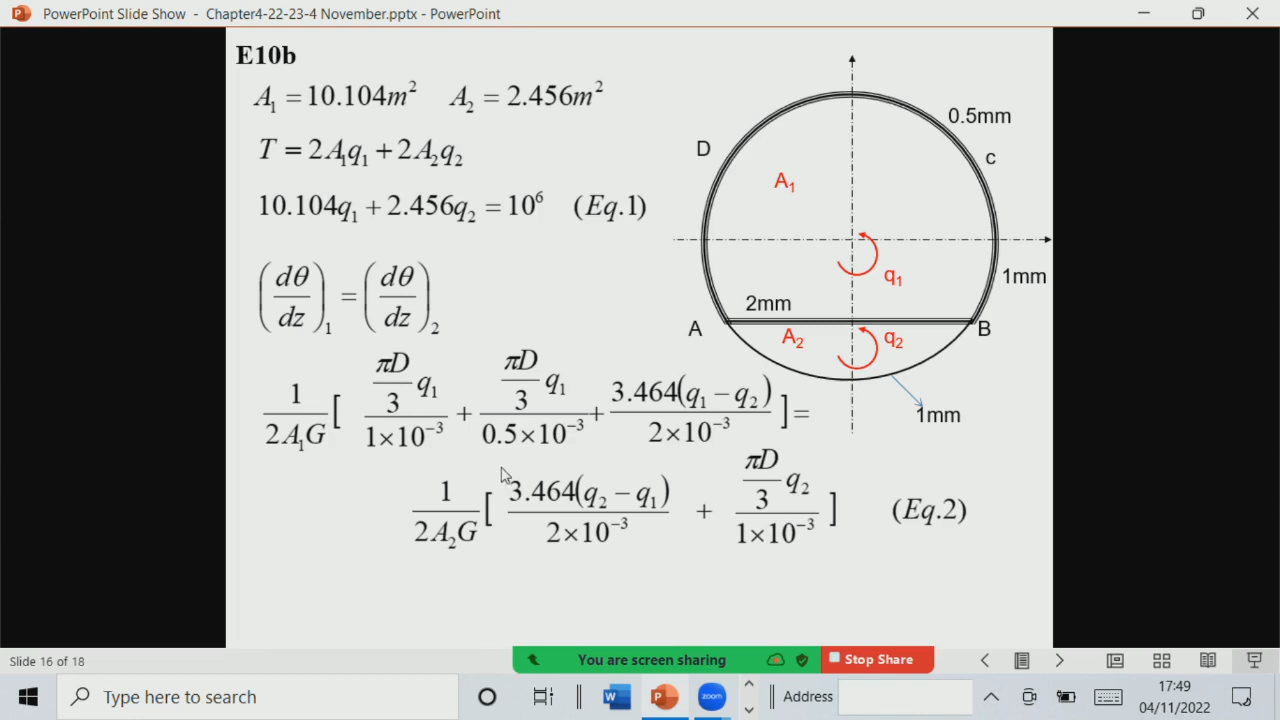 PowerPoint Slide Show - Chapter4-22-23-4 November.pptx - PowerPoint
E10b
A₁ = 10.104m² A₂ = 2.456m²
T = 2A₁q₁ + 2A₂q₂
10.104q₁ + 2.456q₂ = 10⁶ (Eq.1)
(dθ/dz)₁ = (dθ/dz)₂
1/(2A₁G) [ (πD/3 q₁)/(1×10⁻³) + (πD/3 q₁)/(0.5×10⁻³) + 3.464(q₁ − q₂)/(2×10⁻³) ] =
1/(2A₂G) [ 3.464(q₂ − q₁)/(2×10⁻³) + (πD/3 q₂)/(1×10⁻³) ] (Eq.2)
0.5mm
D
c
A₁
q₁
1mm
2mm
A
B
A₂
q₂
1mm
Slide 16 of 18
You are screen sharing
Stop Share
Type here to search
W
P
zoom
Address
17:49
04/11/2022